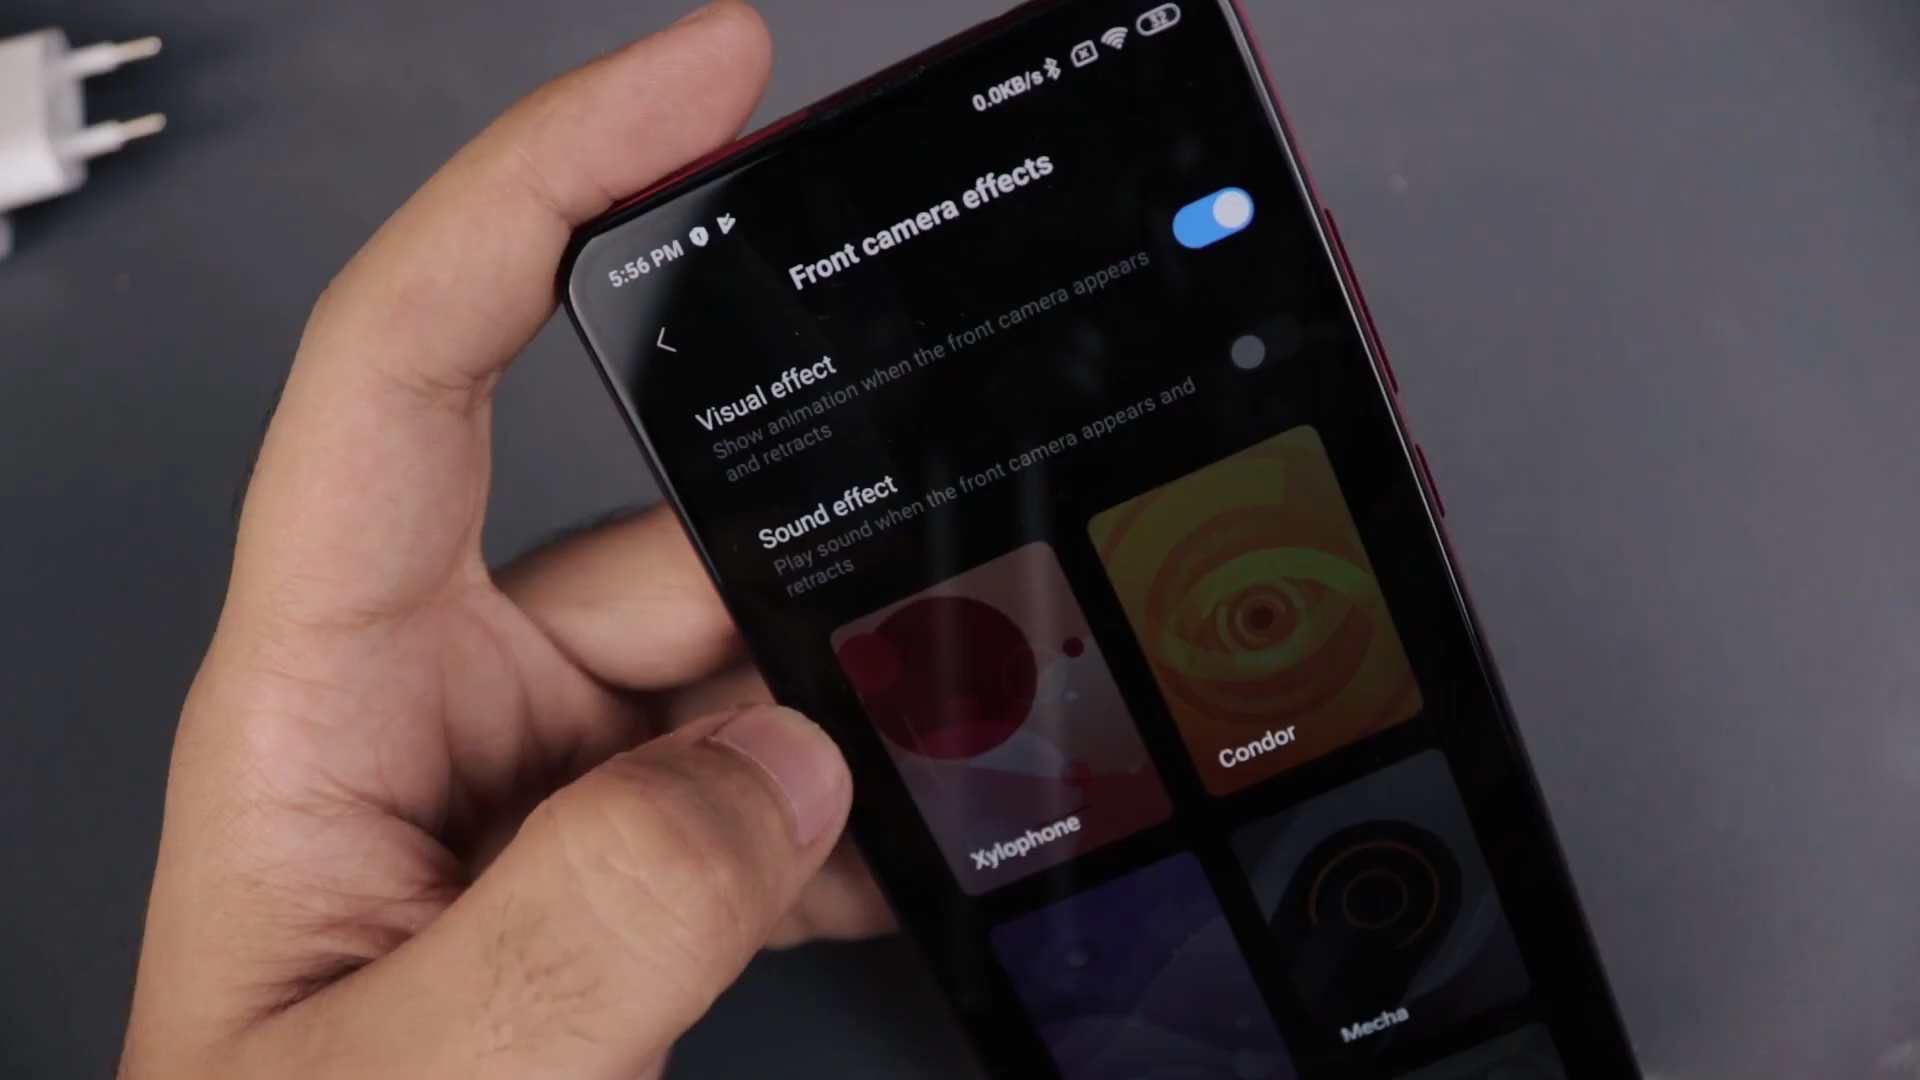 5:56 PM
0.0KB/s
32
Front camera effects
Visual effect
Show animation when the front camera appears
and retracts
Sound effect
Play sound when the front camera appears and
retracts
Xylophone
Condor
Mecha